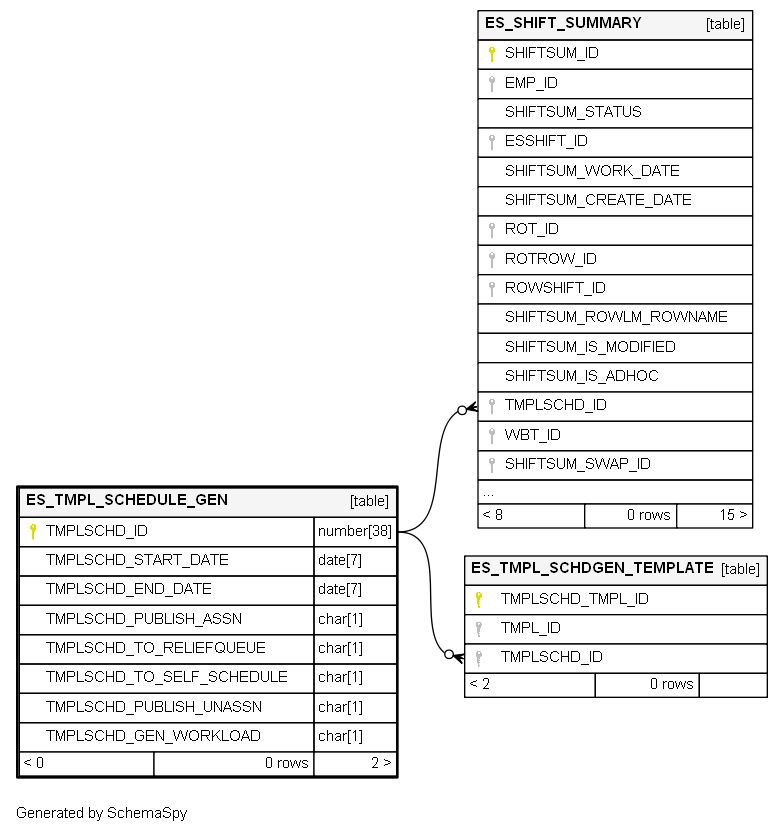 ES_SHIFT_SUMMARY [table]
SHIFTSUM_ID
EMP_ID
SHIFTSUM_STATUS
ESSHIFT_ID
SHIFTSUM_WORK_DATE
SHIFTSUM_CREATE_DATE
ROT_ID
ROTROW_ID
ROWSHIFT_ID
SHIFTSUM_ROWLM_ROWNAME
SHIFTSUM_IS_MODIFIED
SHIFTSUM_IS_ADHOC
TMPLSCHD_ID
WBT_ID
SHIFTSUM_SWAP_ID
...
< 8 0 rows 15 >
ES_TMPL_SCHEDULE_GEN [table]
TMPLSCHD_ID number[38]
TMPLSCHD_START_DATE date[7]
TMPLSCHD_END_DATE date[7]
TMPLSCHD_PUBLISH_ASSN char[1]
TMPLSCHD_TO_RELIEFQUEUE char[1]
TMPLSCHD_TO_SELF_SCHEDULE char[1]
TMPLSCHD_PUBLISH_UNASSN char[1]
TMPLSCHD_GEN_WORKLOAD char[1]
< 0 0 rows 2 >
ES_TMPL_SCHDGEN_TEMPLATE [table]
TMPLSCHD_TMPL_ID
TMPL_ID
TMPLSCHD_ID
< 2 0 rows
Generated by SchemaSpy